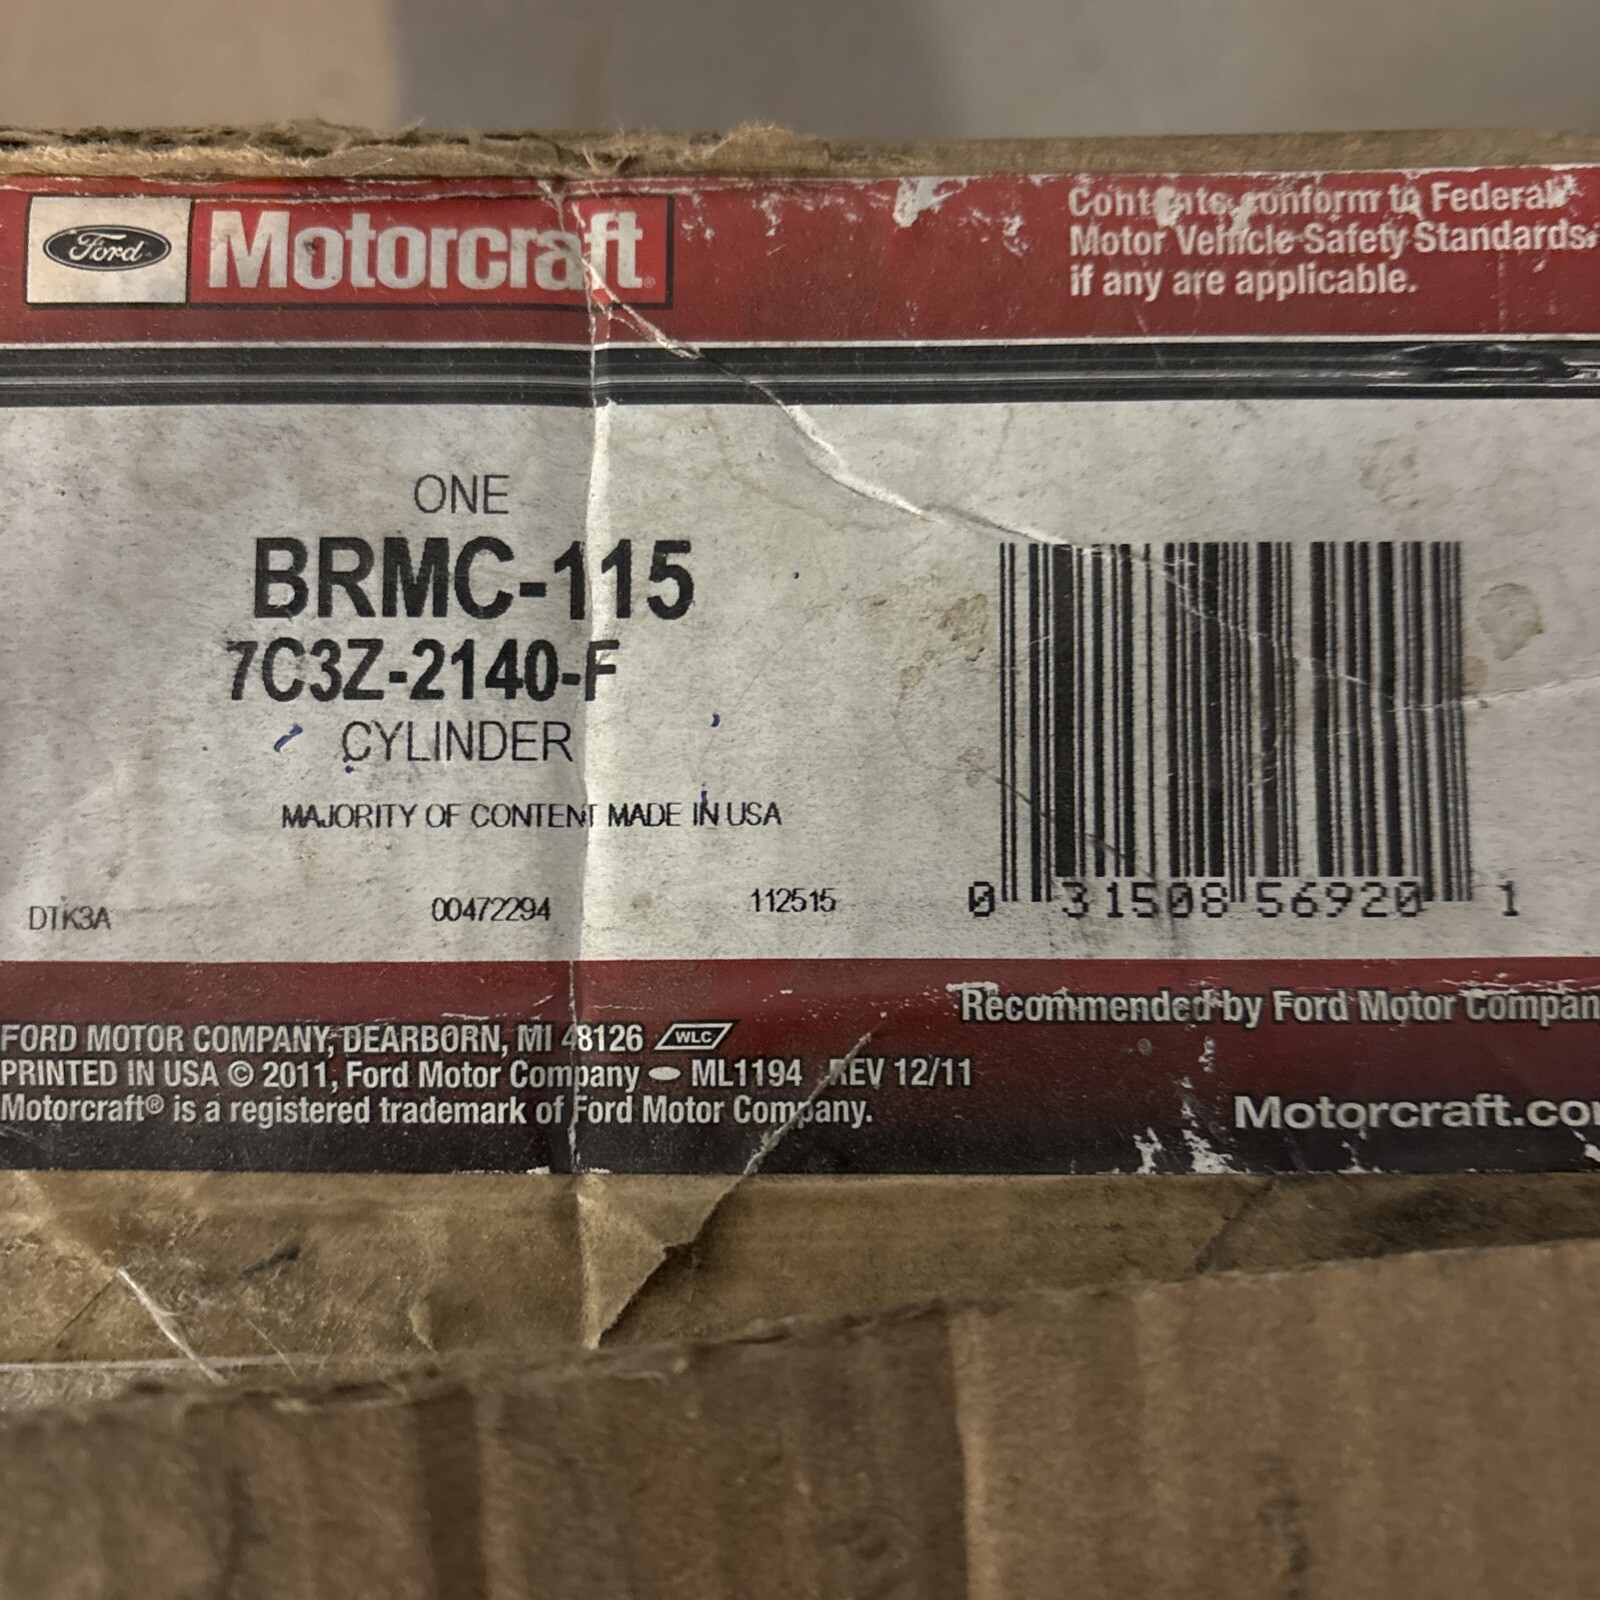 Ford
Motorcraft
Contents conform to Federal
Motor Vehicle Safety Standards,
if any are applicable.
ONE
BRMC-115
7C3Z-2140-F
CYLINDER
MAJORITY OF CONTENT MADE IN USA
DTK3A 00472294 112515
0 31508 56920 1
Recommended by Ford Motor Compan
FORD MOTOR COMPANY, DEARBORN, MI 48126 WLC
PRINTED IN USA © 2011, Ford Motor Company ML1194 REV 12/11
Motorcraft® is a registered trademark of Ford Motor Company.
Motorcraft.co